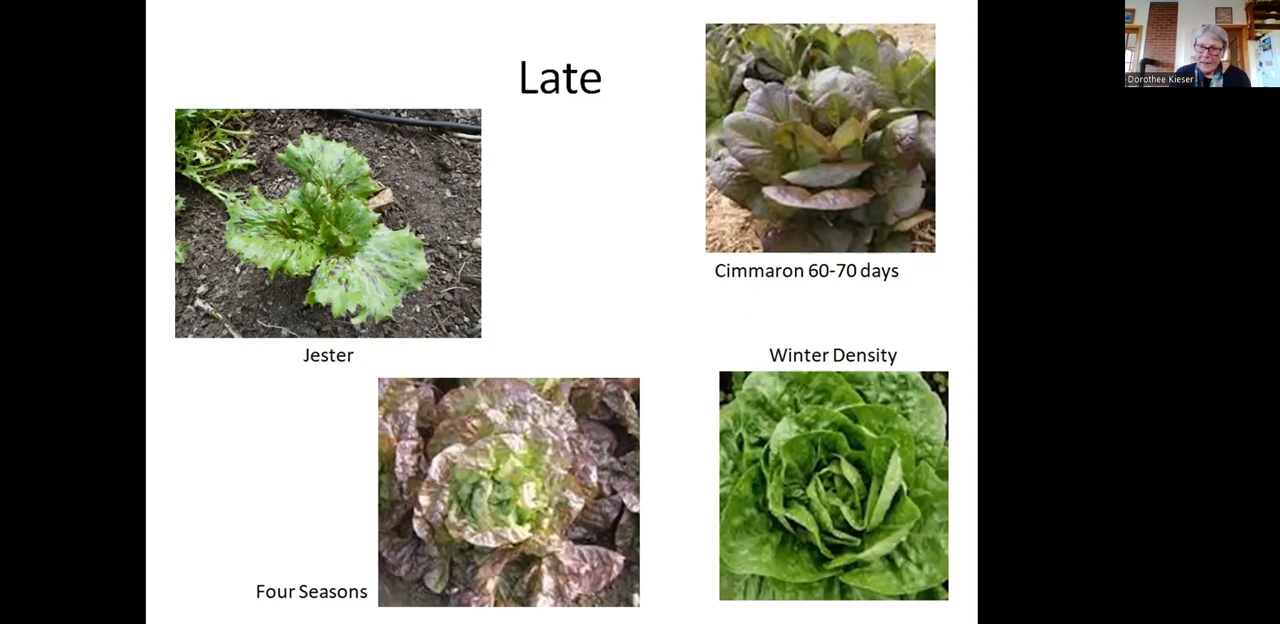 Late
Dorothee Kieser
Cimmaron 60-70 days
Jester
Winter Density
Four Seasons